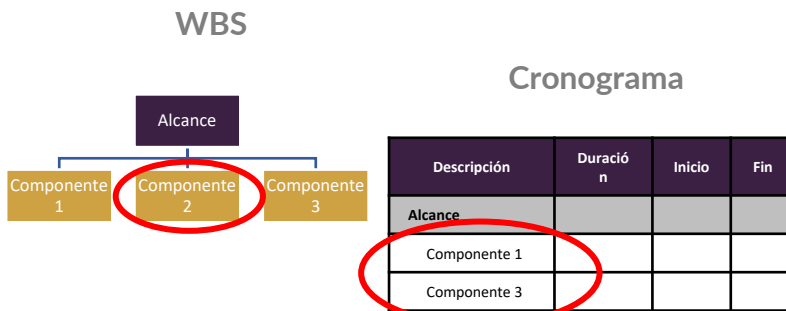 WBS
Cronograma
Alcance
Componente
1
Componente
2
Componente
3
Descripción
Duració
n
Inicio
Fin
Alcance
Componente 1
Componente 3